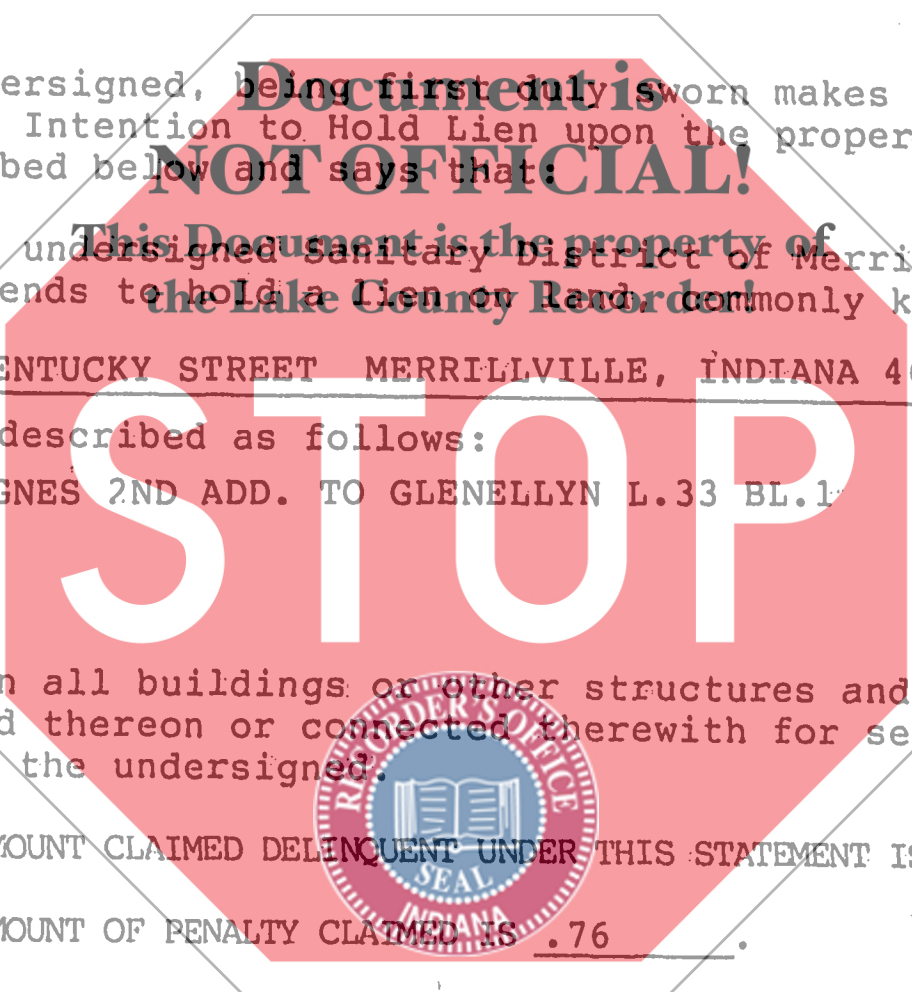 ersigned, being first duly sworn makes
Document is
Intention to Hold Lien upon the proper
bed below and says that:
NOT OFFICIAL!
This Document is the property of
undersigned Sanitary District of Merri
ends to hold a lien on land, commonly k
the Lake County Recorder!
ENTUCKY STREET MERRILLVILLE, INDIANA 4
described as follows:
GNES 2ND ADD. TO GLENELLYN L.33 BL.1
STOP
n all buildings or other structures and
d thereon or connected therewith for se
the undersigned.
RECORDER'S OFFICE
MOUNT CLAIMED DELINQUENT UNDER THIS STATEMENT IS
SEAL
INDIANA
MOUNT OF PENALTY CLAIMED IS .76 .